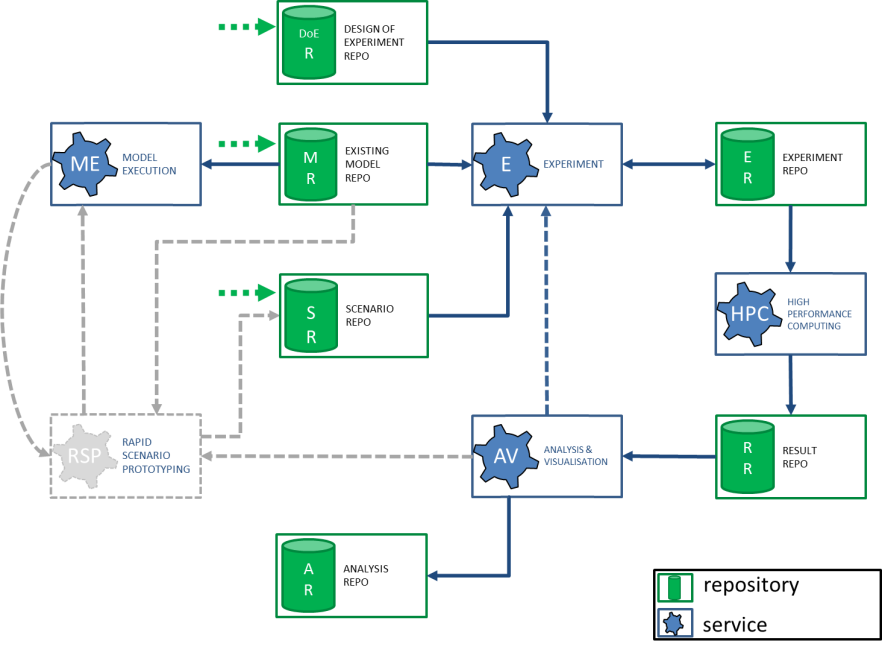 DoE
R
DESIGN OF
EXPERIMENT
REPO
ME
MODEL
EXECUTION
M
R
EXISTING
MODEL
REPO
E
EXPERIMENT
E
R
EXPERIMENT
REPO
S
R
SCENARIO
REPO
HPC
HIGH
PERFORMANCE
COMPUTING
RSP
RAPID
SCENARIO
PROTOTYPING
AV
ANALYSIS &
VISUALISATION
R
R
RESULT
REPO
A
R
ANALYSIS
REPO
repository
service